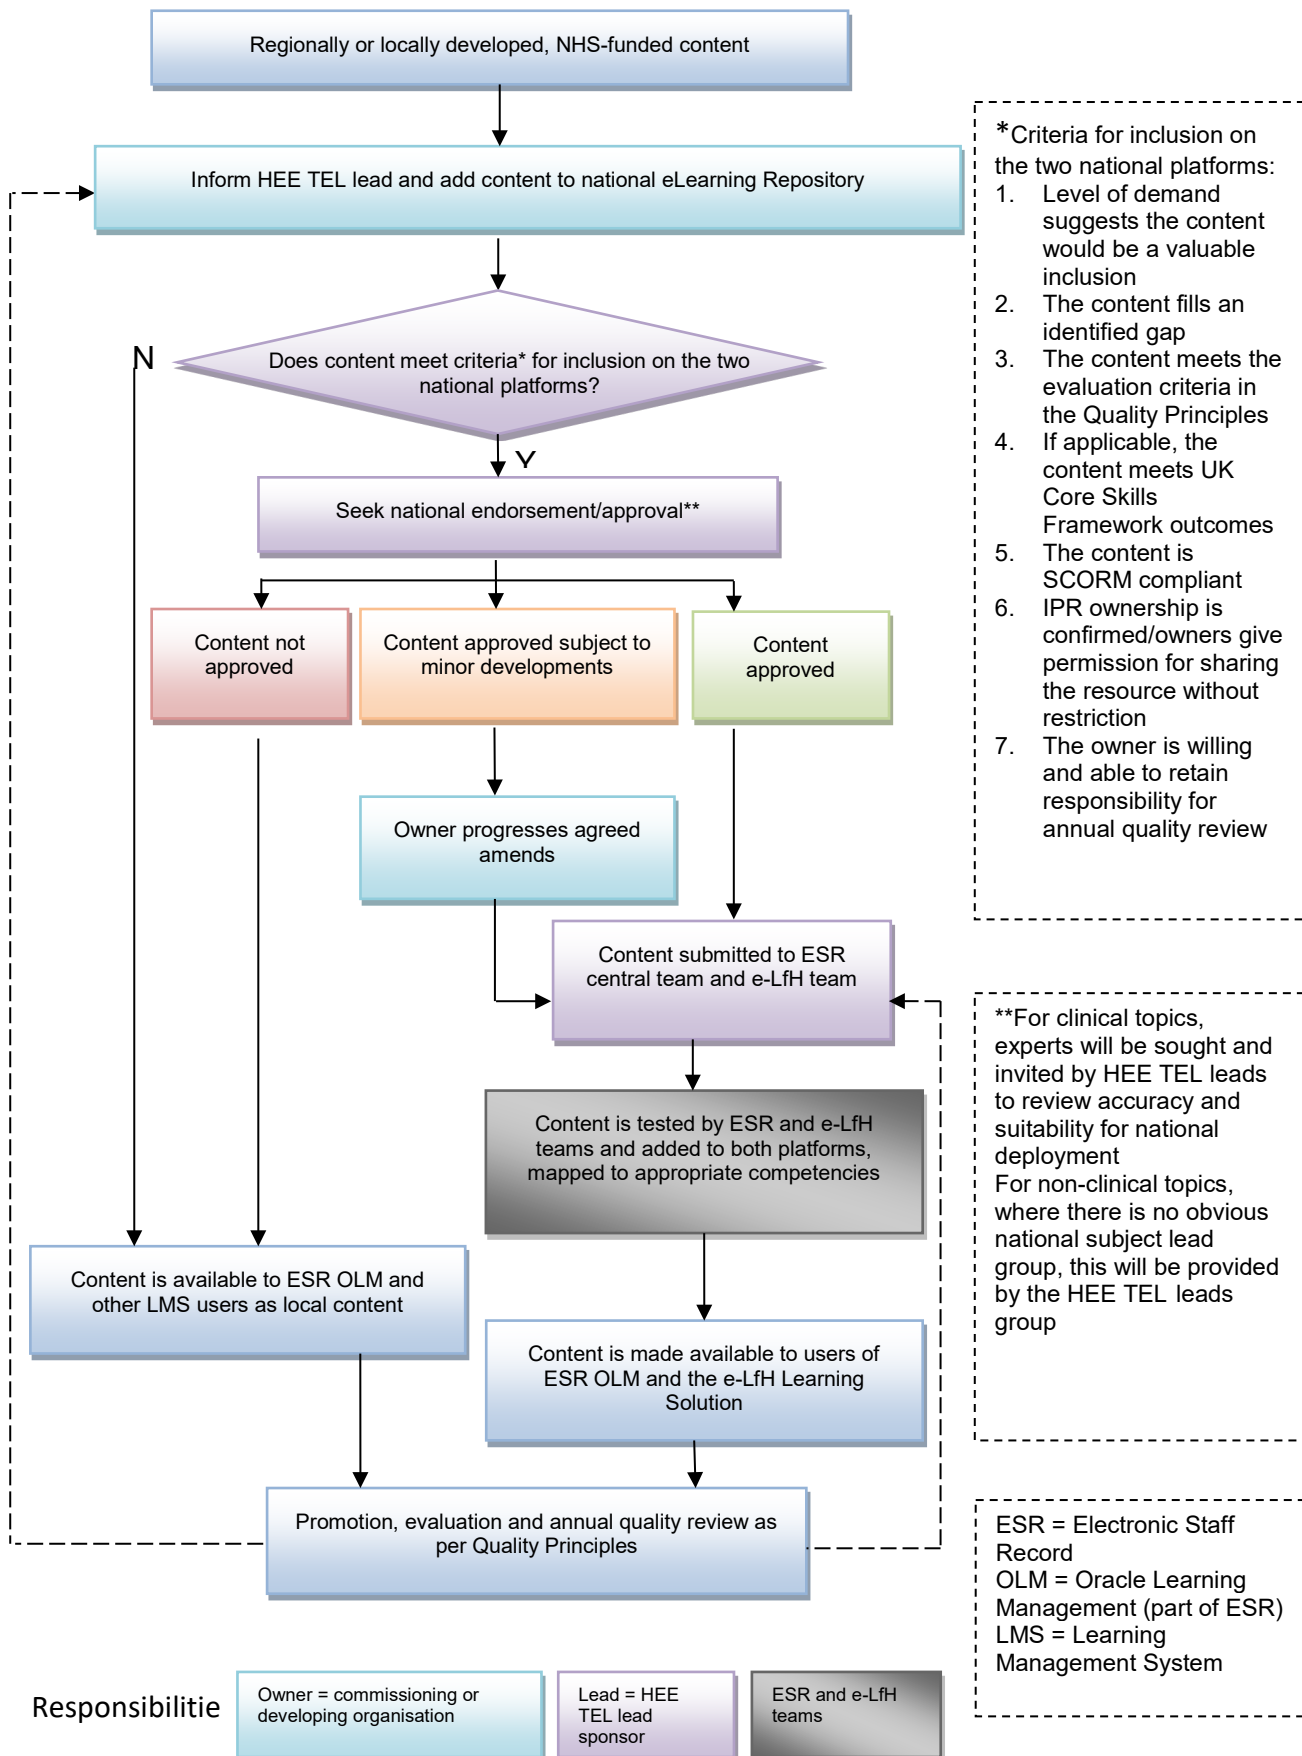 Regionally or locally developed, NHS-funded content
Inform HEE TEL lead and add content to national eLearning Repository
N
Does content meet criteria* for inclusion on the two
national platforms?
Y
Seek national endorsement/approval**
Content not
approved
Content approved subject to
minor developments
Content
approved
Owner progresses agreed
amends
Content submitted to ESR
central team and e-LfH team
Content is tested by ESR and e-LfH
teams and added to both platforms,
mapped to appropriate competencies
Content is available to ESR OLM and
other LMS users as local content
Content is made available to users of
ESR OLM and the e-LfH Learning
Solution
Promotion, evaluation and annual quality review as
per Quality Principles
*Criteria for inclusion on
the two national platforms:
1. Level of demand
suggests the content
would be a valuable
inclusion
2. The content fills an
identified gap
3. The content meets the
evaluation criteria in
the Quality Principles
4. If applicable, the
content meets UK
Core Skills
Framework outcomes
5. The content is
SCORM compliant
6. IPR ownership is
confirmed/owners give
permission for sharing
the resource without
restriction
7. The owner is willing
and able to retain
responsibility for
annual quality review
**For clinical topics,
experts will be sought and
invited by HEE TEL leads
to review accuracy and
suitability for national
deployment
For non-clinical topics,
where there is no obvious
national subject lead
group, this will be provided
by the HEE TEL leads
group
ESR = Electronic Staff
Record
OLM = Oracle Learning
Management (part of ESR)
LMS = Learning
Management System
Responsibilitie
Owner = commissioning or
developing organisation
Lead = HEE
TEL lead
sponsor
ESR and e-LfH
teams